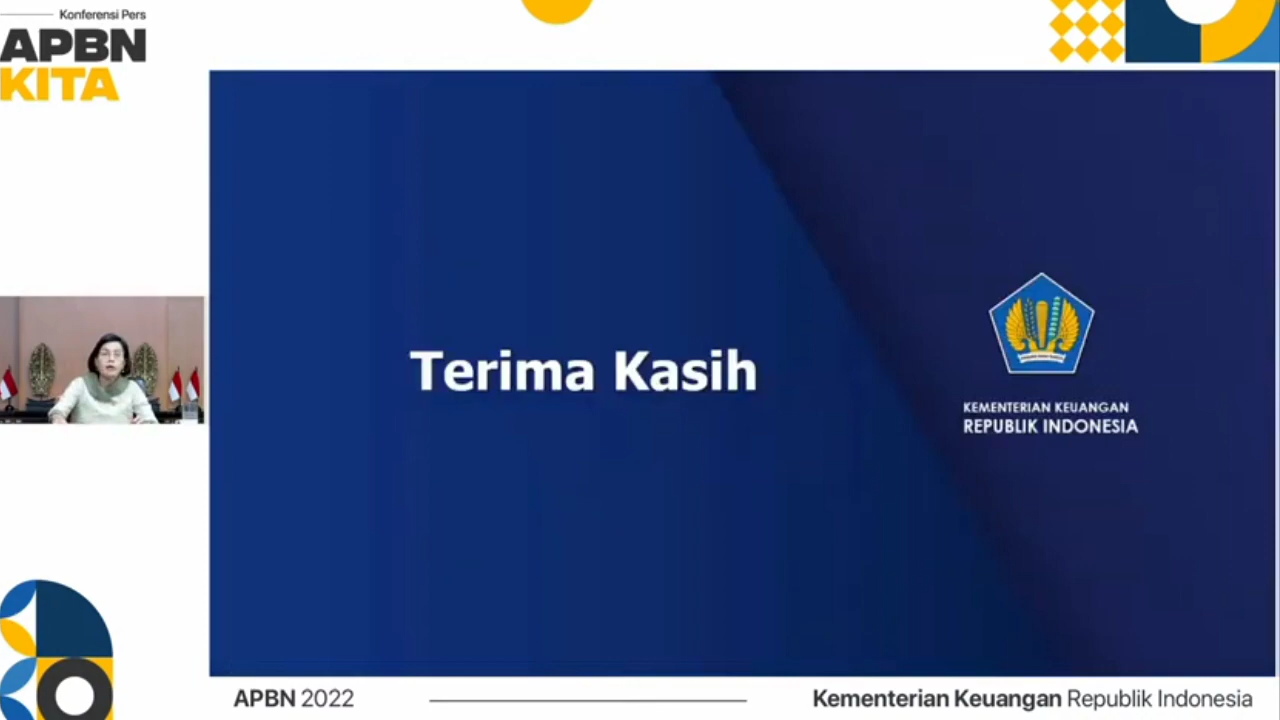 Konferensi Pers
APBN
KITA
Terima Kasih
KEMENTERIAN KEUANGAN
REPUBLIK INDONESIA
APBN 2022
Kementerian Keuangan Republik Indonesia